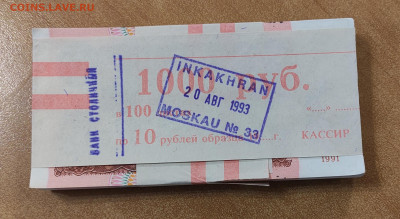 COINS.LAVE.RU
1000 руб.
INKAKHRAN
20 АВГ 1993
MOSKAU № 33
БАНК СТОЛИЧНЫЙ
100
по 10 рублей образца г.
КАССИР
1991